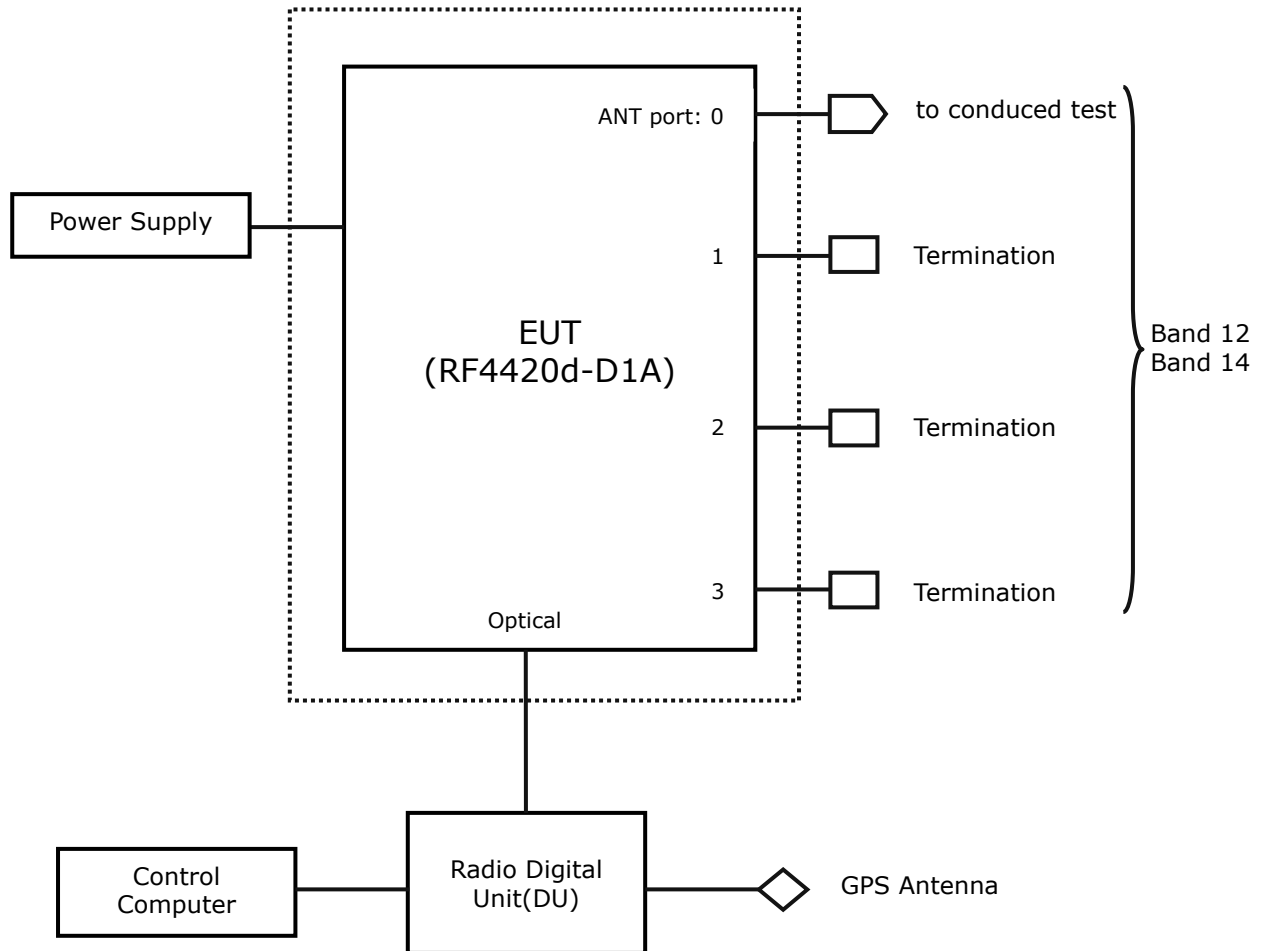 ANT port: 0
to conduced test
Power Supply
1
Termination
EUT
(RF4420d-D1A)
Band 12
Band 14
2
Termination
3
Termination
Optical
Control
Computer
Radio Digital
Unit(DU)
GPS Antenna